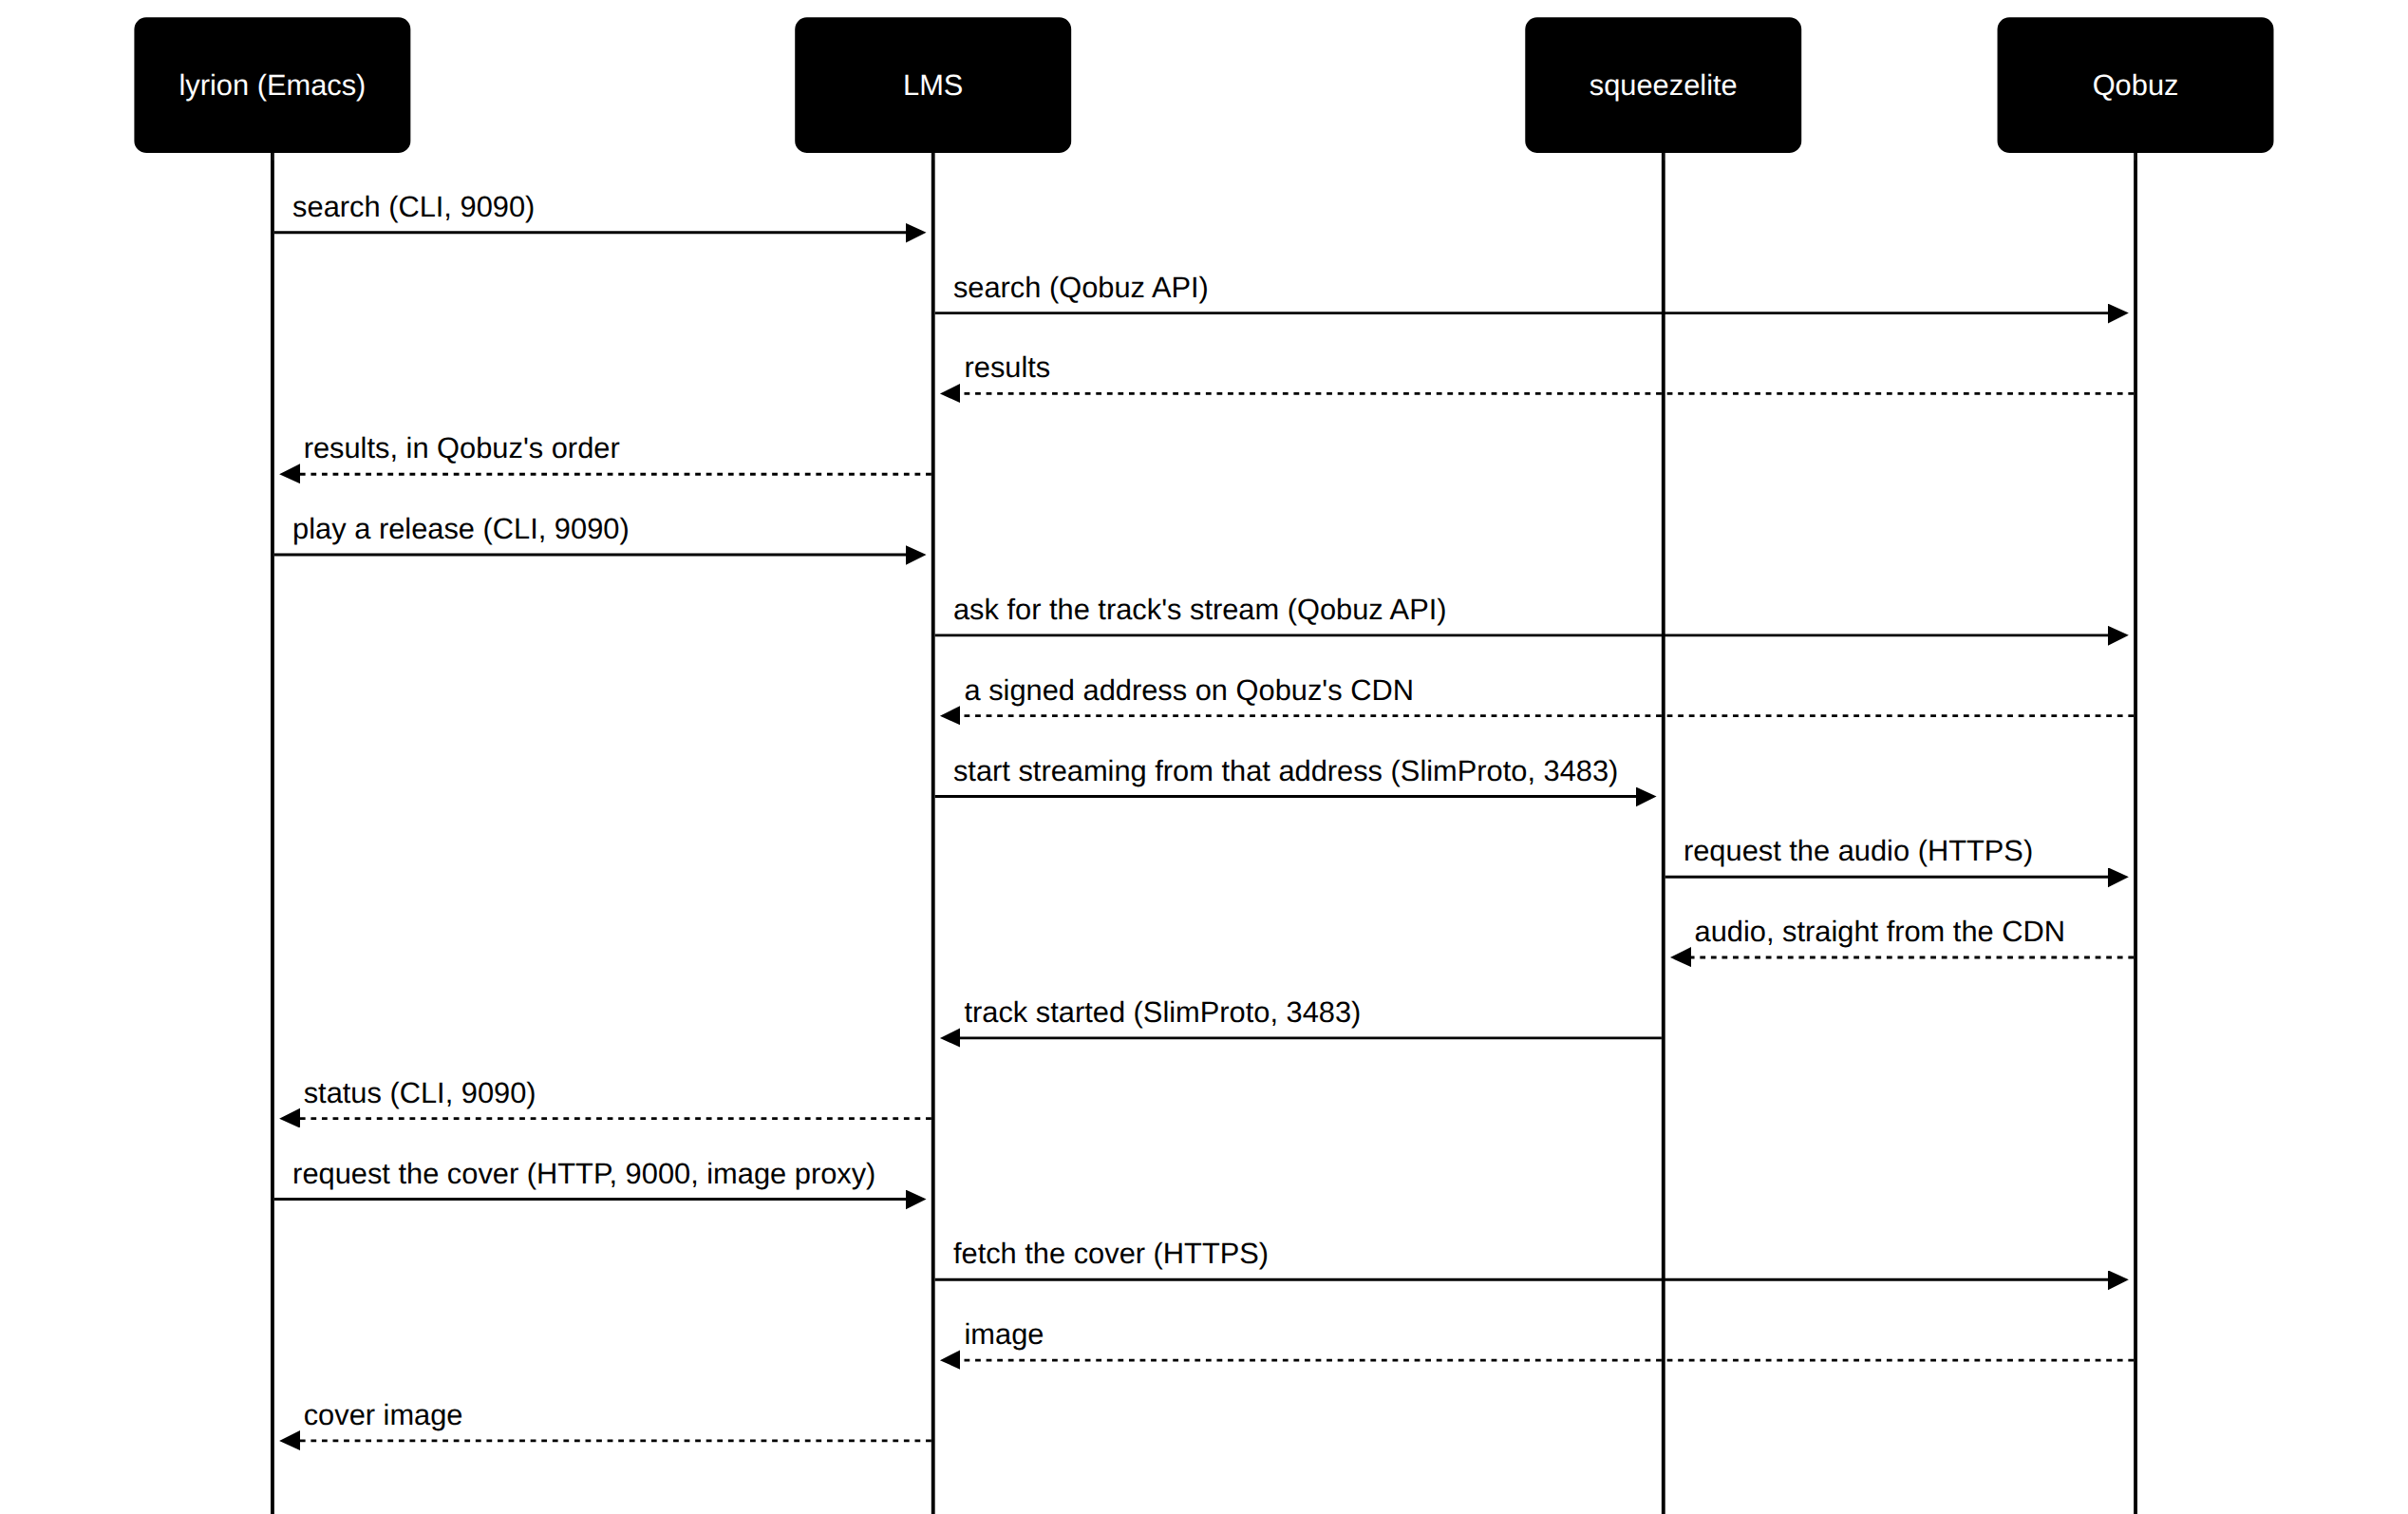 lyrion (Emacs)
LMS
squeezelite
Qobuz
search (CLI, 9090)
search (Qobuz API)
results
results, in Qobuz's order
play a release (CLI, 9090)
ask for the track's stream (Qobuz API)
a signed address on Qobuz's CDN
start streaming from that address (SlimProto, 3483)
request the audio (HTTPS)
audio, straight from the CDN
track started (SlimProto, 3483)
status (CLI, 9090)
request the cover (HTTP, 9000, image proxy)
fetch the cover (HTTPS)
image
cover image